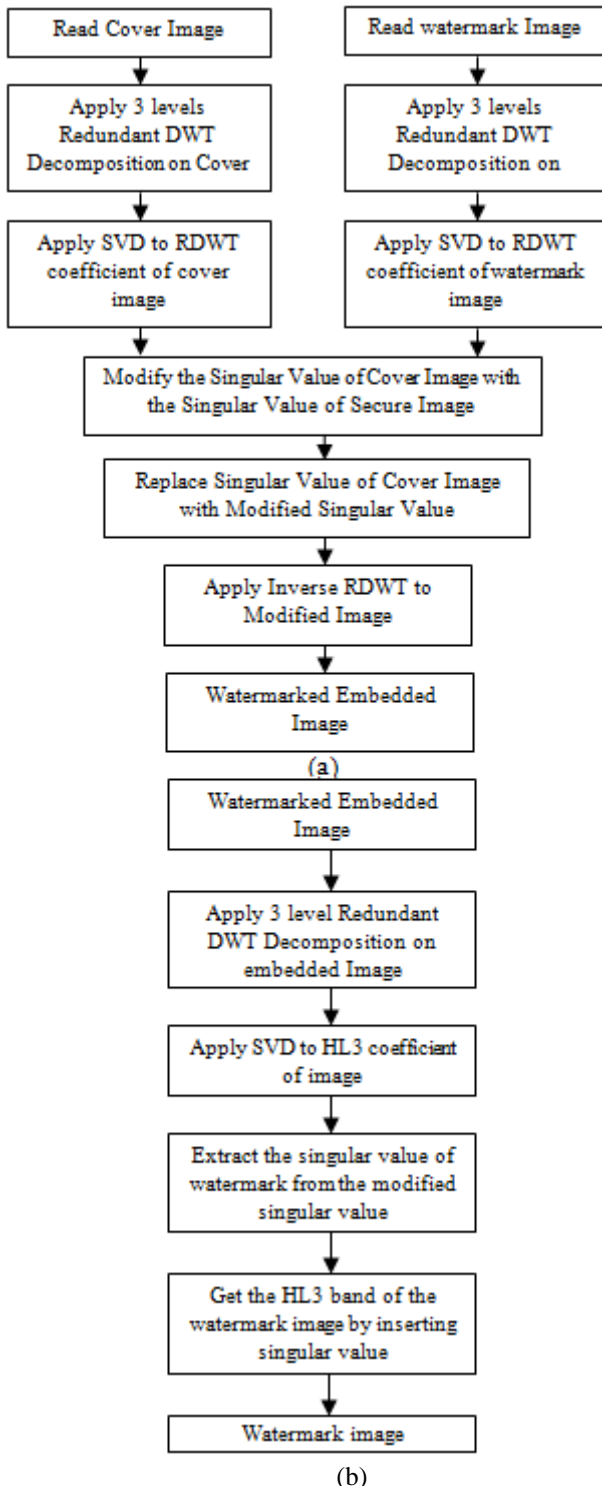 Read Cover Image
Read watermark Image
Apply 3 levels
Redundant DWT
Decomposition on Cover
Apply 3 levels
Redundant DWT
Decomposition on
Apply SVD to RDWT
coefficient of cover
image
Apply SVD to RDWT
coefficient of watermark
image
Modify the Singular Value of Cover Image with
the Singular Value of Secure Image
Replace Singular Value of Cover Image
with Modified Singular Value
Apply Inverse RDWT to
Modified Image
Watermarked Embedded
Image
(a)
Watermarked Embedded
Image
Apply 3 level Redundant
DWT Decomposition on
embedded Image
Apply SVD to HL3 coefficient
of image
Extract the singular value of
watermark from the modified
singular value
Get the HL3 band of the
watermark image by inserting
singular value
Watermark image
(b)